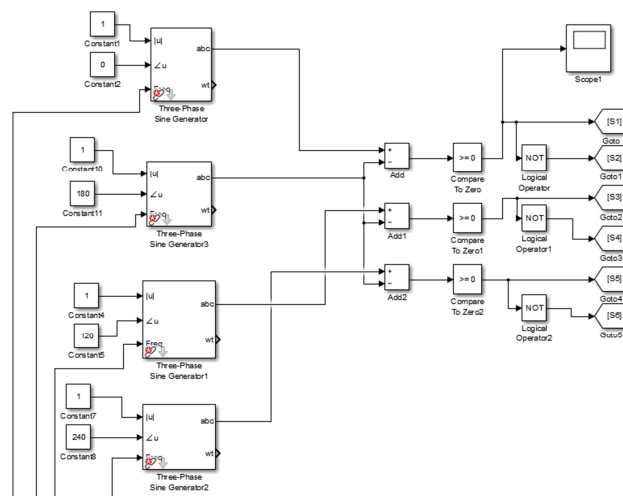 1
Constant1
0
Constant2
|u|
∠u
Freq
abc
wt
Three-Phase
Sine Generator
1
Constant10
180
Constant11
|u|
∠u
Freq
abc
wt
Three-Phase
Sine Generator3
1
Constant4
120
Constant5
|u|
∠u
Freq
abc
wt
Three-Phase
Sine Generator1
1
Constant7
240
Constant8
|u|
∠u
Freq
abc
wt
Three-Phase
Sine Generator2
+
−
Add
+
−
Add1
+
−
Add2
>= 0
Compare
To Zero
>= 0
Compare
To Zero1
>= 0
Compare
To Zero2
Scope1
NOT
Logical
Operator
NOT
Logical
Operator1
NOT
Logical
Operator2
[S1]
Goto
[S2]
Goto1
[S3]
Goto2
[S4]
Goto3
[S5]
Goto4
[S6]
Goto5